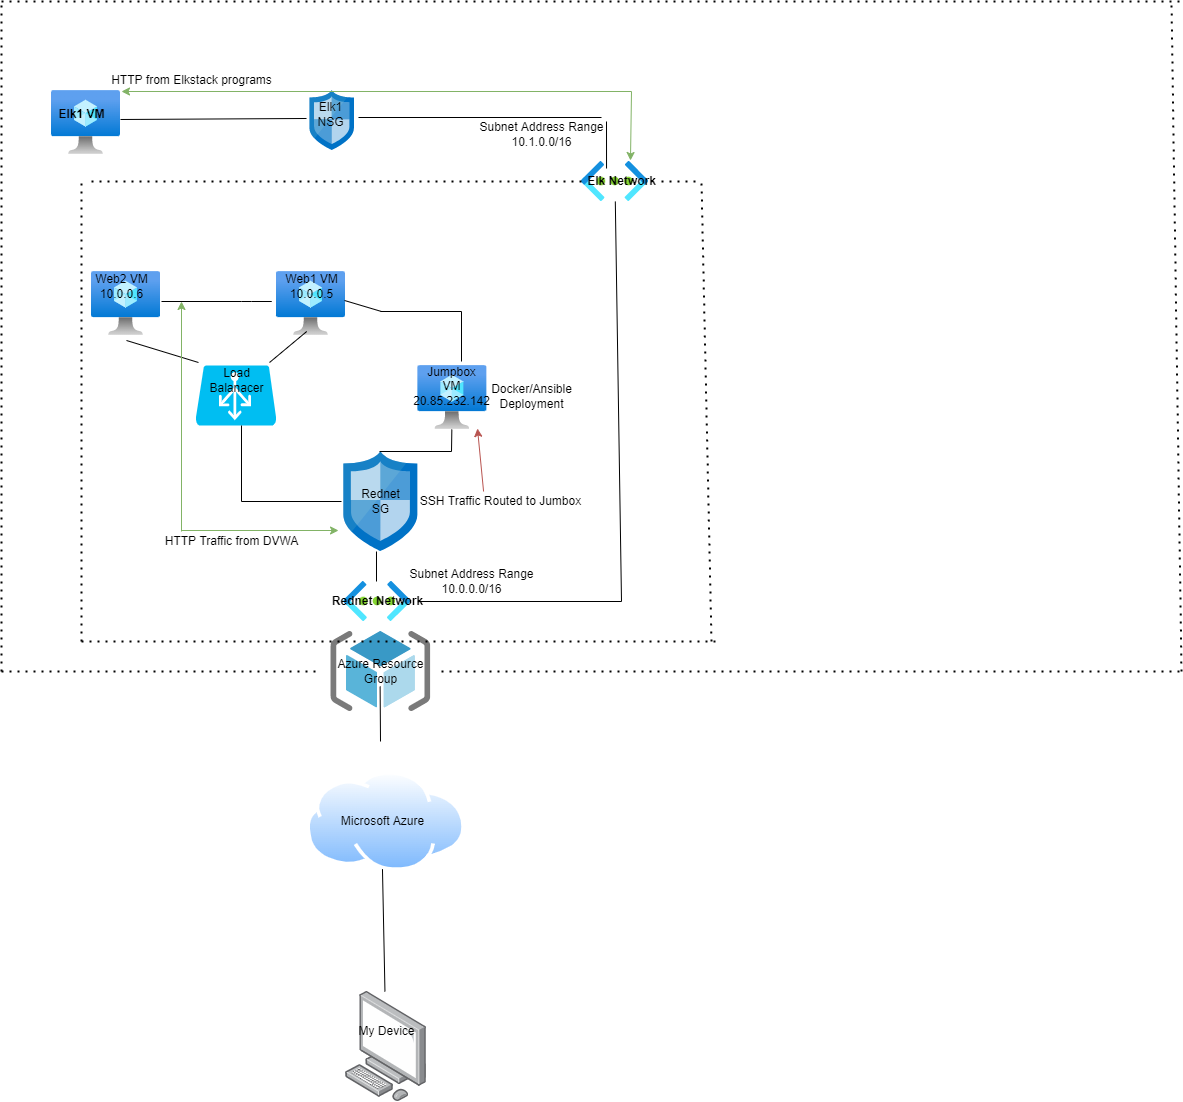 HTTP from Elkstack programs
Elk1 VM
Elk1
NSG
Subnet Address Range
10.1.0.0/16
Elk Network
Web2 VM
10.0.0.6
Web1 VM
10.0.0.5
Load
Balanacer
Jumpbox
VM
20.85.232.142
Docker/Ansible
Deployment
Rednet
SG
SSH Traffic Routed to Jumbox
HTTP Traffic from DVWA
Subnet Address Range
10.0.0.0/16
Rednet Network
Azure Resource
Group
Microsoft Azure
My Device